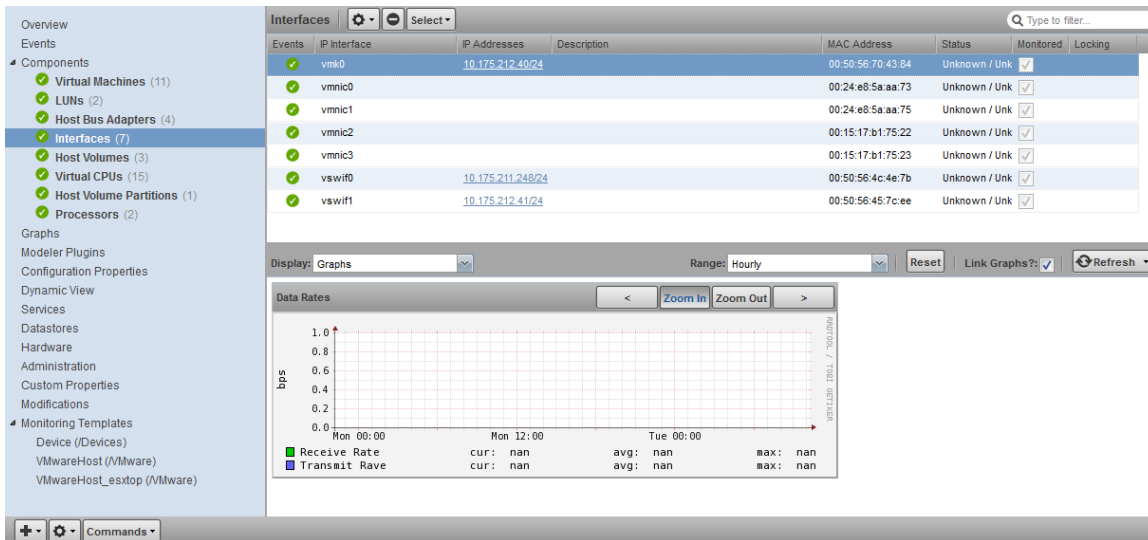 Overview
Events
Components
Virtual Machines (11)
LUNs (2)
Host Bus Adapters (4)
Interfaces (7)
Host Volumes (3)
Virtual CPUs (15)
Host Volume Partitions (1)
Processors (2)
Graphs
Modeler Plugins
Configuration Properties
Dynamic View
Services
Datastores
Hardware
Administration
Custom Properties
Modifications
Monitoring Templates
Device (/Devices)
VMwareHost (/VMware)
VMwareHost_esxtop (/VMware)
Commands
Interfaces Select Type to filter...
Events IP Interface IP Addresses Description MAC Address Status Monitored Locking
vmk0 10.175.212.40/24 00:50:56:70:43:84 Unknown / Unk
vmnic0 00:24:e8:5a:aa:73 Unknown / Unk
vmnic1 00:24:e8:5a:aa:75 Unknown / Unk
vmnic2 00:15:17:b1:75:22 Unknown / Unk
vmnic3 00:15:17:b1:75:23 Unknown / Unk
vswif0 10.175.211.248/24 00:50:56:4c:4e:7b Unknown / Unk
vswif1 10.175.212.41/24 00:50:56:45:7c:ee Unknown / Unk
Display: Graphs Range: Hourly Reset Link Graphs?: Refresh
Data Rates < Zoom In Zoom Out >
1.0
0.8
0.6
0.4
0.2
0.0
bps
Mon 00:00 Mon 12:00 Tue 00:00
Receive Rate cur: nan avg: nan max: nan
Transmit Rave cur: nan avg: nan max: nan
RRDTOOL / TOBI OETIKER